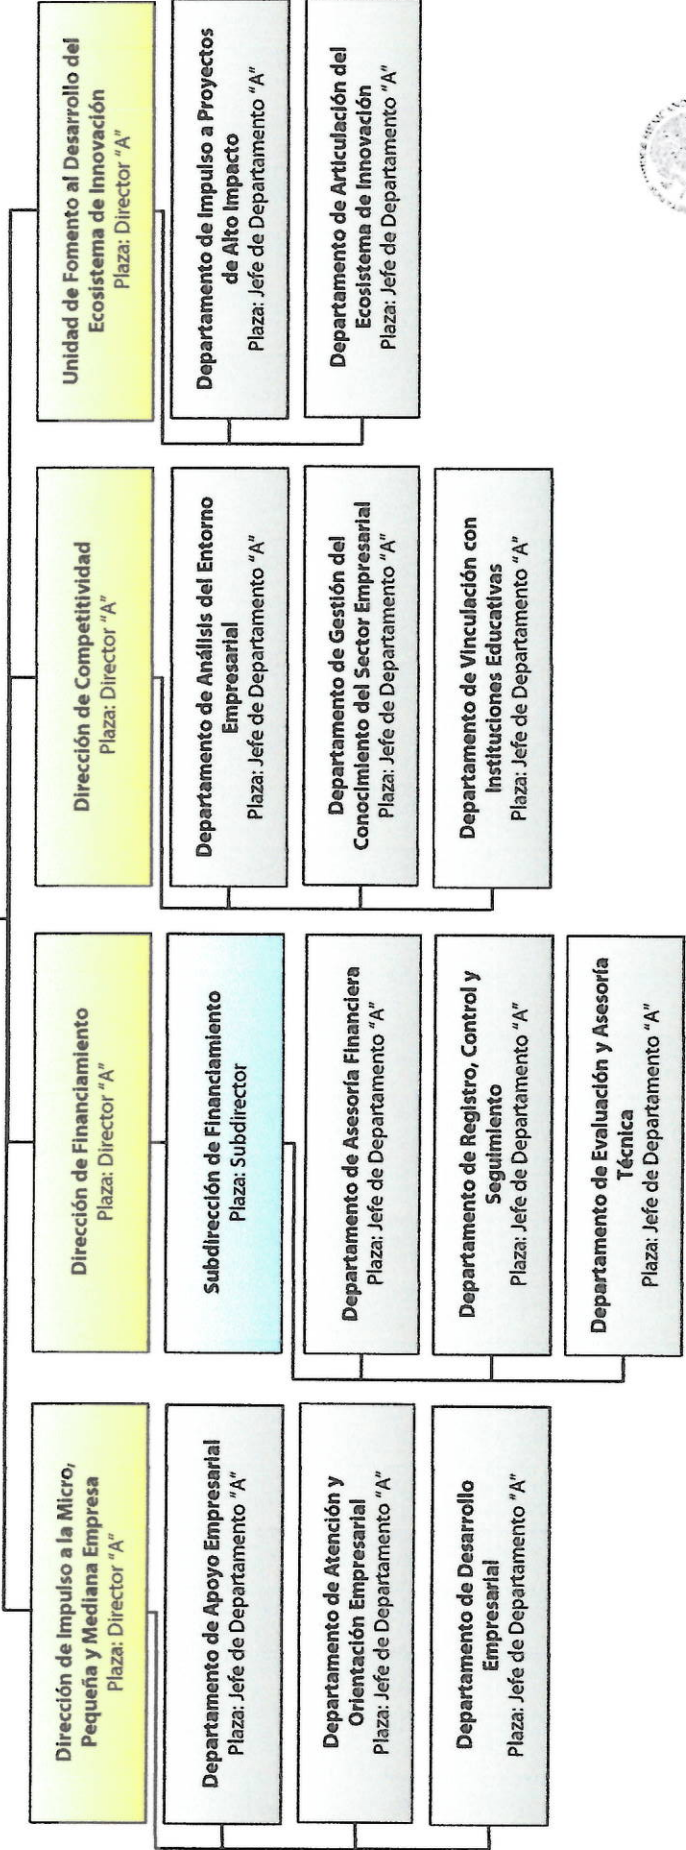 Dirección de Impulso a la Micro,
Pequeña y Mediana Empresa
Plaza: Director "A"
Departamento de Apoyo Empresarial
Plaza: Jefe de Departamento "A"
Departamento de Atención y
Orientación Empresarial
Plaza: Jefe de Departamento "A"
Departamento de Desarrollo
Empresarial
Plaza: Jefe de Departamento "A"
Dirección de Financiamiento
Plaza: Director "A"
Subdirección de Financiamiento
Plaza: Subdirector
Departamento de Asesoría Financiera
Plaza: Jefe de Departamento "A"
Departamento de Registro, Control y
Seguimiento
Plaza: Jefe de Departamento "A"
Departamento de Evaluación y Asesoría
Técnica
Plaza: Jefe de Departamento "A"
Dirección de Competitividad
Plaza: Director "A"
Departamento de Análisis del Entorno
Empresarial
Plaza: Jefe de Departamento "A"
Departamento de Gestión del
Conocimiento del Sector Empresarial
Plaza: Jefe de Departamento "A"
Departamento de Vinculación con
Instituciones Educativas
Plaza: Jefe de Departamento "A"
Unidad de Fomento al Desarrollo del
Ecosistema de Innovación
Plaza: Director "A"
Departamento de Impulso a Proyectos
de Alto Impacto
Plaza: Jefe de Departamento "A"
Departamento de Articulación del
Ecosistema de Innovación
Plaza: Jefe de Departamento "A"